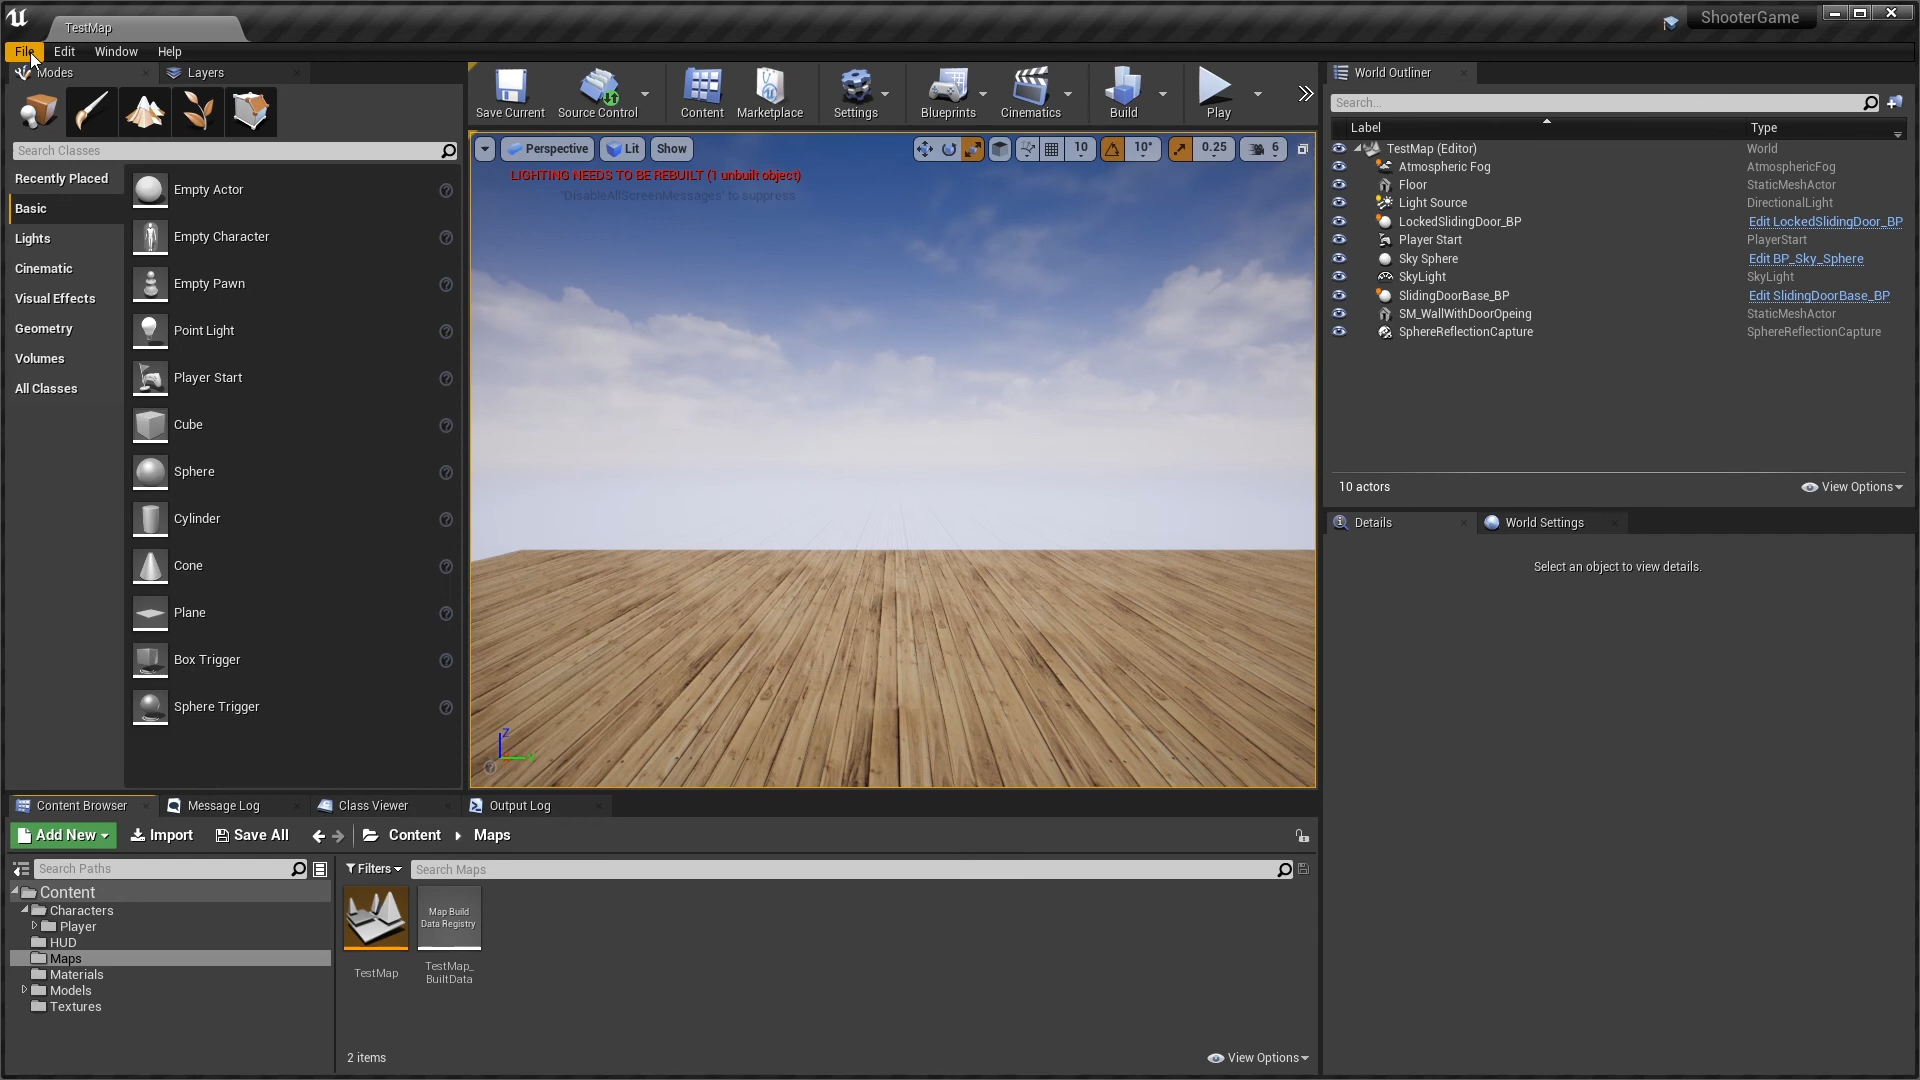 TestMap
ShooterGame
File Edit Window Help
Modes
Layers
Search Classes
Recently Placed
Basic
Lights
Cinematic
Visual Effects
Geometry
Volumes
All Classes
Empty Actor
Empty Character
Empty Pawn
Point Light
Player Start
Cube
Sphere
Cylinder
Cone
Plane
Box Trigger
Sphere Trigger
Save Current Source Control Content Marketplace Settings Blueprints Cinematics Build Play
Perspective Lit Show 10 10° 0.25 6
LIGHTING NEEDS TO BE REBUILT (1 unbuilt object)
'DisableAllScreenMessages' to suppress
Z
Y
World Outliner
Search...
Label Type
TestMap (Editor) World
Atmospheric Fog AtmosphericFog
Floor StaticMeshActor
Light Source DirectionalLight
LockedSlidingDoor_BP Edit LockedSlidingDoor_BP
Player Start PlayerStart
Sky Sphere Edit BP_Sky_Sphere
SkyLight SkyLight
SlidingDoorBase_BP Edit SlidingDoorBase_BP
SM_WallWithDoorOpeing StaticMeshActor
SphereReflectionCapture SphereReflectionCapture
10 actors View Options
Details
World Settings
Select an object to view details.
Content Browser Message Log Class Viewer Output Log
Add New Import Save All Content Maps
Search Paths
Filters
Search Maps
Content
Characters
Player
HUD
Maps
Materials
Models
Textures
Map Build
Data Registry
TestMap
TestMap_
BuiltData
2 items View Options